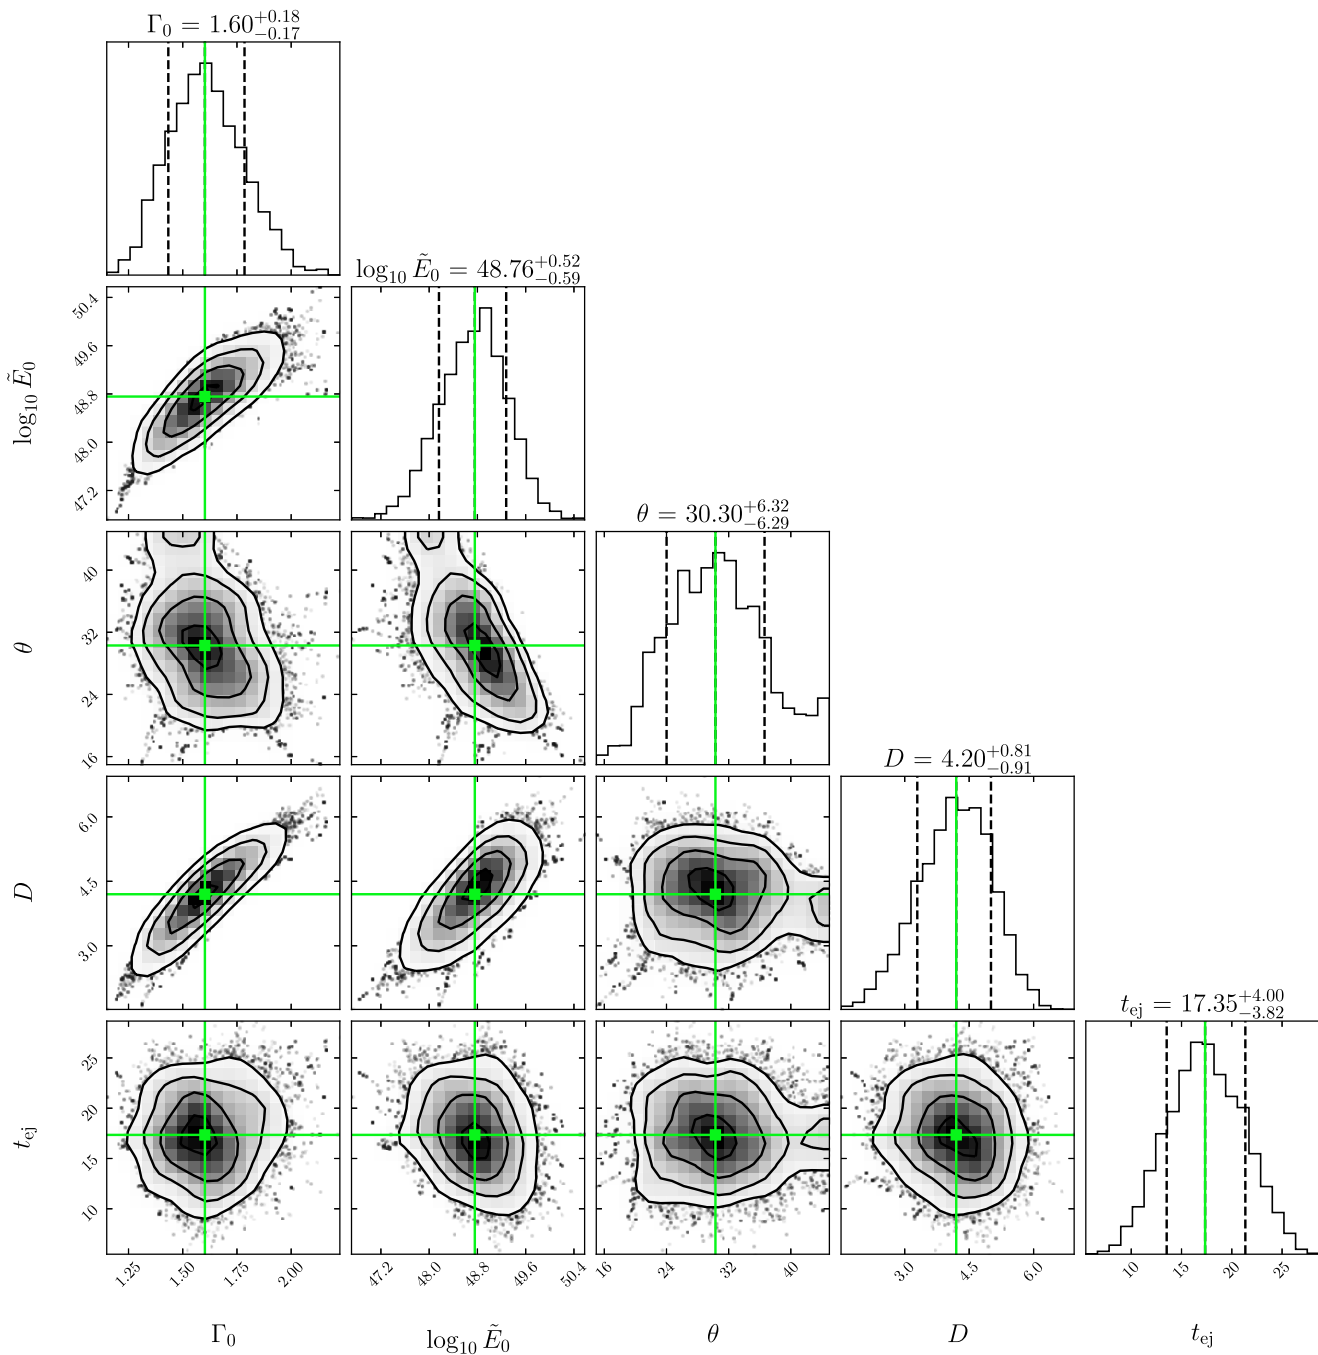 Γ₀ = 1.60⁺⁰·¹⁸₋₀.₁₇
log₁₀ Ẽ₀ = 48.76⁺⁰·⁵²₋₀.₅₉
50.4
49.6
48.8
48.0
47.2
log₁₀ Ẽ₀
θ = 30.30⁺⁶·³²₋₆.₂₉
40
32
24
16
θ
D = 4.20⁺⁰·⁸¹₋₀.₉₁
6.0
4.5
3.0
D
t_ej = 17.35⁺⁴·⁰⁰₋₃.₈₂
25
20
15
10
t_ej
1.25 1.50 1.75 2.00
47.2 48.0 48.8 49.6 50.4
16 24 32 40
3.0 4.5 6.0
10 15 20 25
Γ₀ log₁₀ Ẽ₀ θ D t_ej